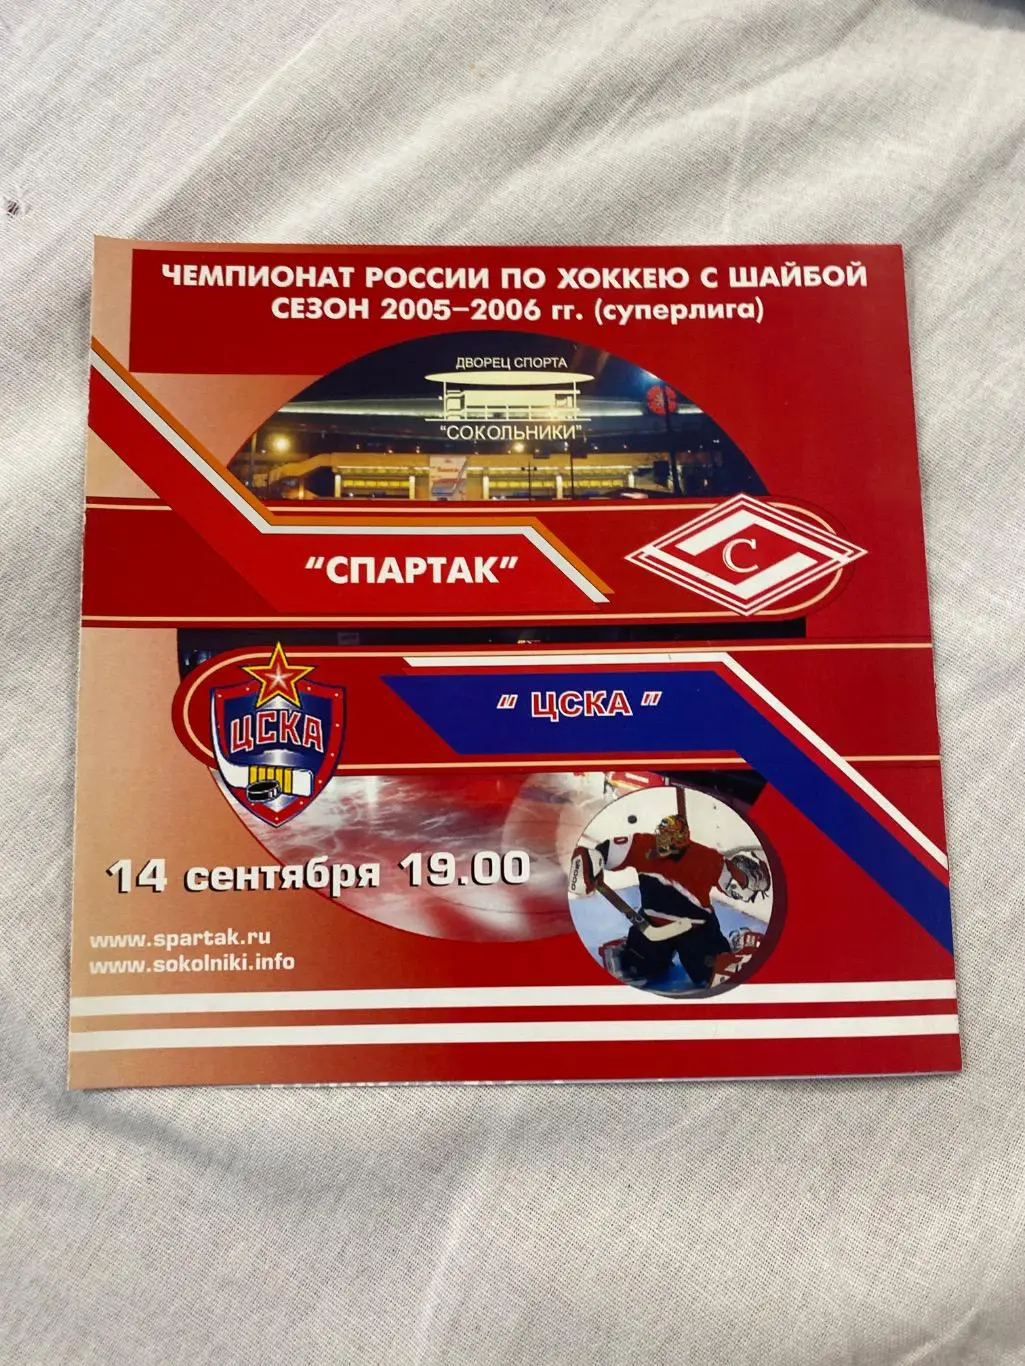 ЧЕМПИОНАТ РОССИИ ПО ХОККЕЮ С ШАЙБОЙ
СЕЗОН 2005–2006 гг. (суперлига)
ДВОРЕЦ СПОРТА
"СОКОЛЬНИКИ"
"СПАРТАК"
С
" ЦСКА "
ЦСКА
14 сентября 19.00
www.spartak.ru
www.sokolniki.info